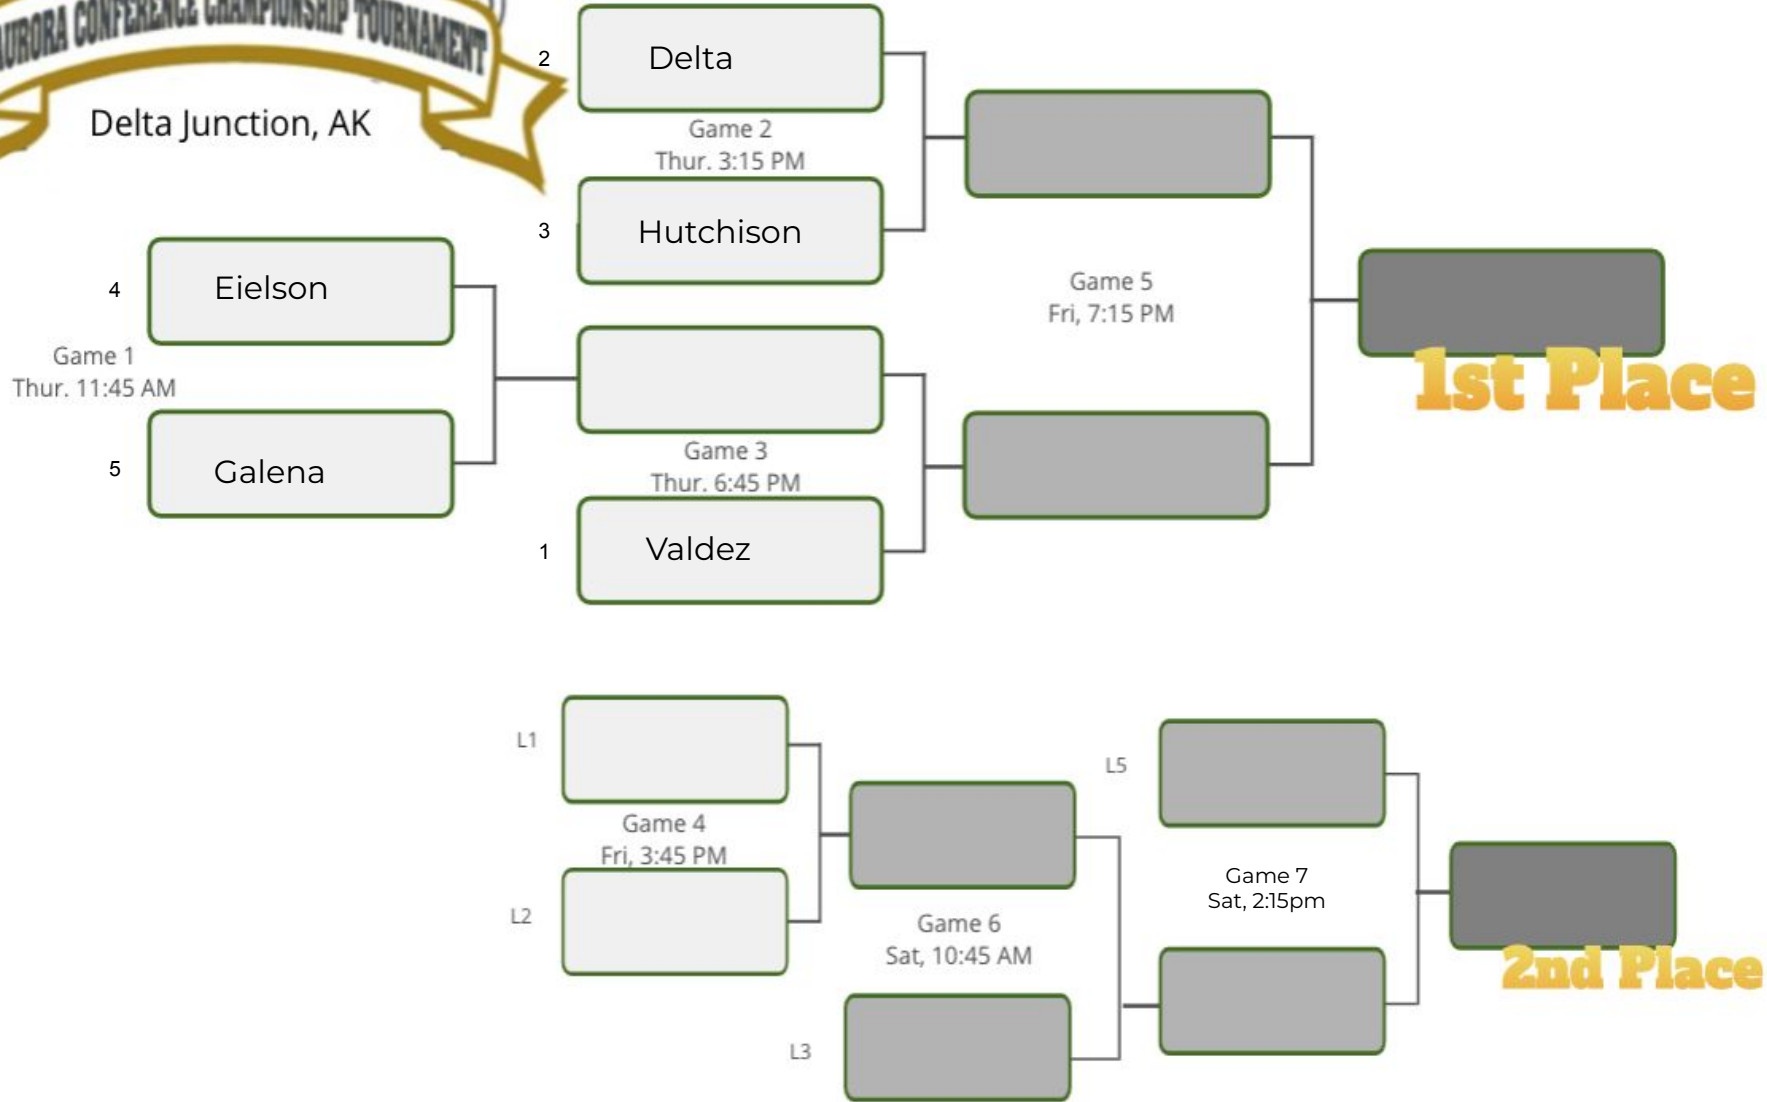 AURORA CONFERENCE CHAMPIONSHIP TOURNAMENT
Delta Junction, AK
2
Delta
Game 2
Thur. 3:15 PM
3
Hutchison
4
Eielson
Game 1
Thur. 11:45 AM
5
Galena
Game 3
Thur. 6:45 PM
1
Valdez
Game 5
Fri, 7:15 PM
1st Place
L1
Game 4
Fri, 3:45 PM
L2
Game 6
Sat, 10:45 AM
L3
L5
Game 7
Sat, 2:15pm
2nd Place